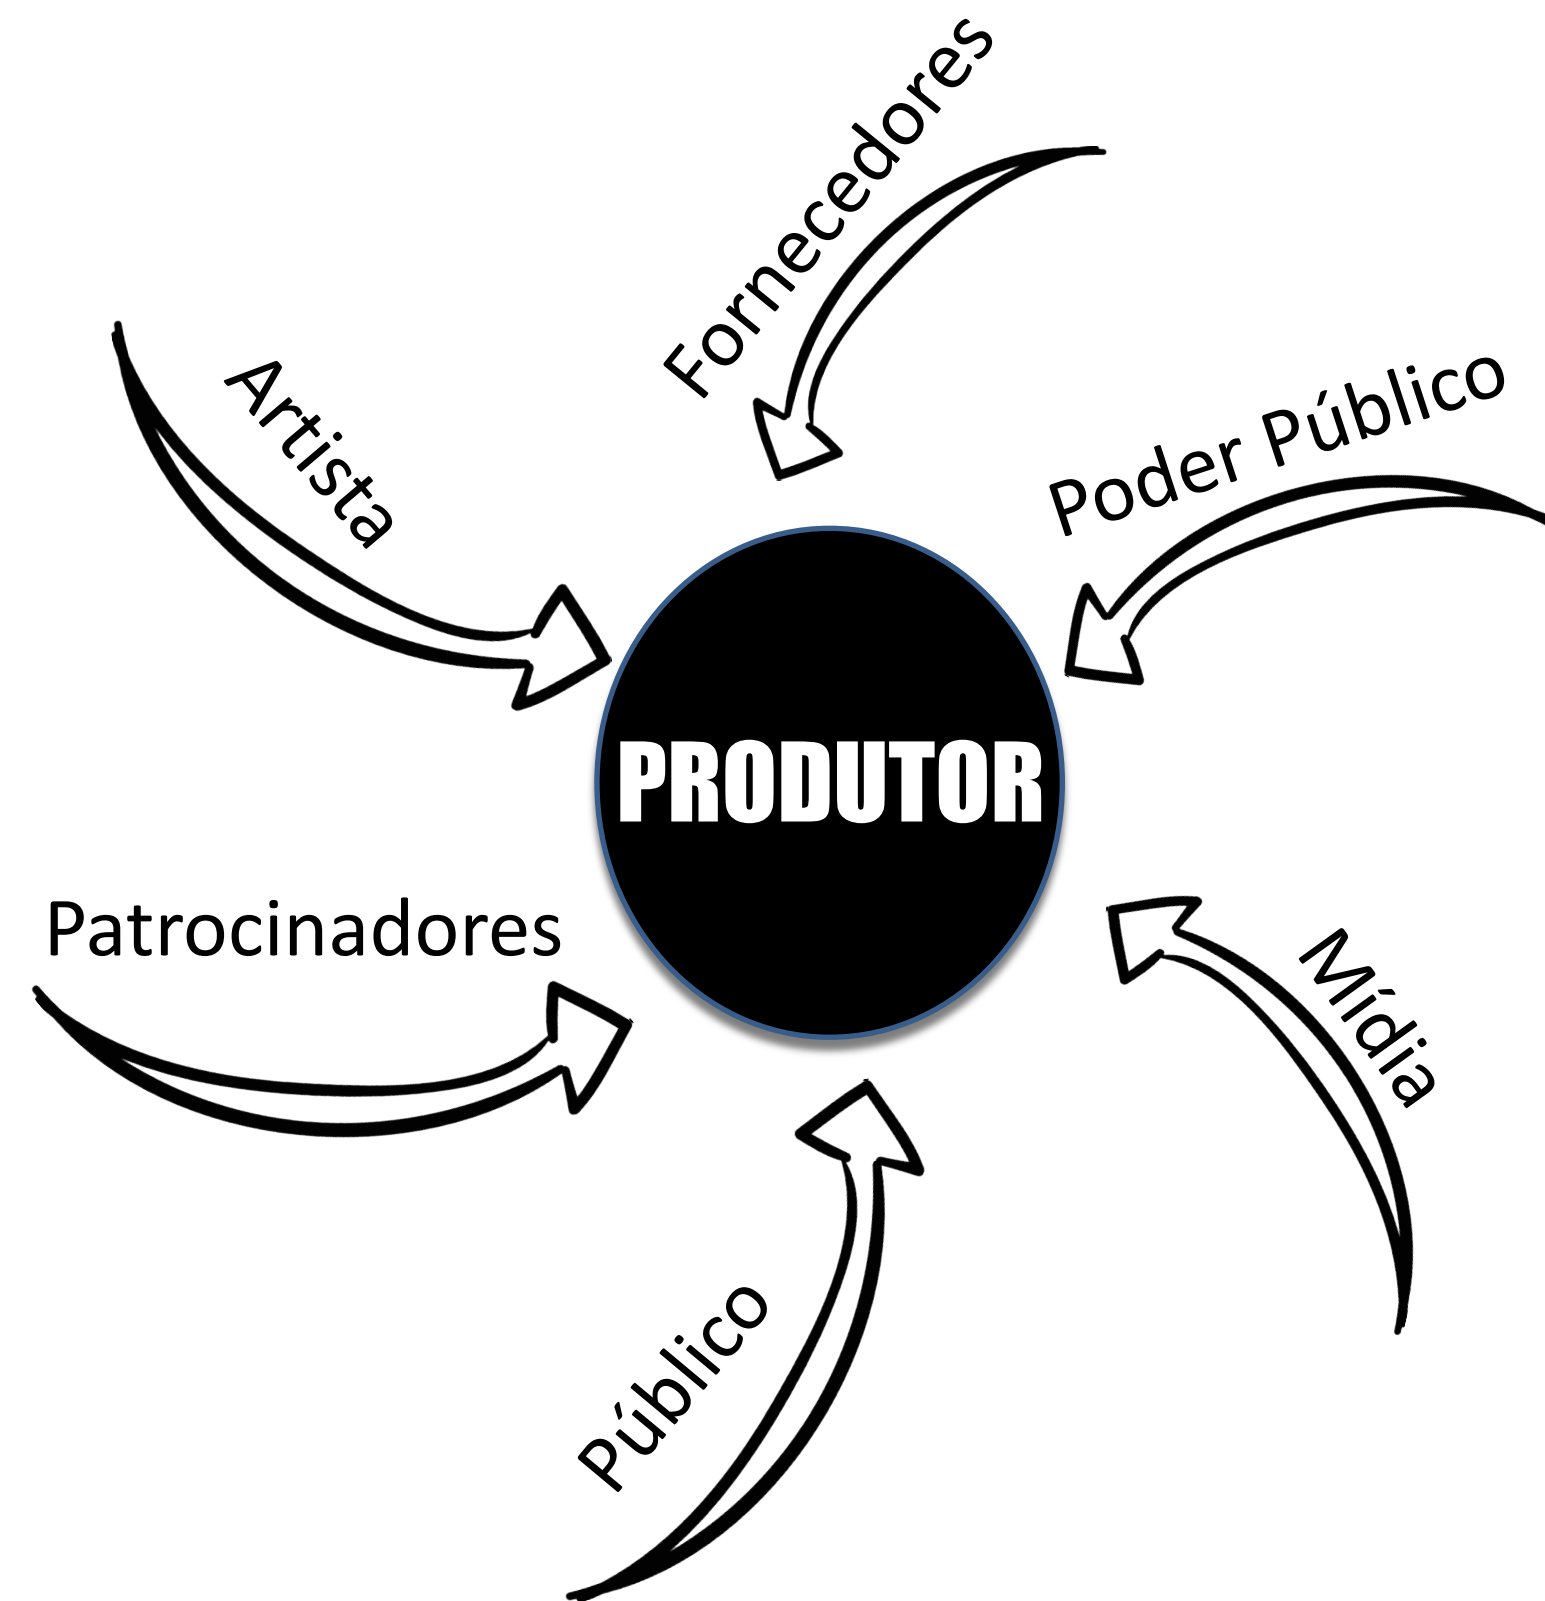 Fornecedores
Artista
Poder Público
PRODUTOR
Patrocinadores
Mídia
Público